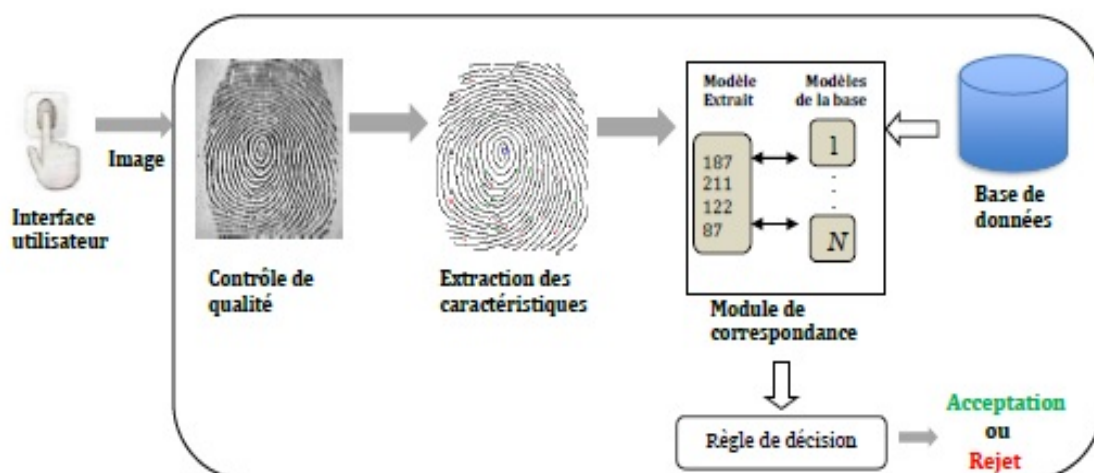 Image
Interface
utilisateur
Contrôle de
qualité
Extraction des
caractéristiques
Modèle
Extrait
Modèles
de la base
187
211
122
87
1
N
Module de
correspondance
Base de
données
Règle de décision
Acceptation
ou
Rejet